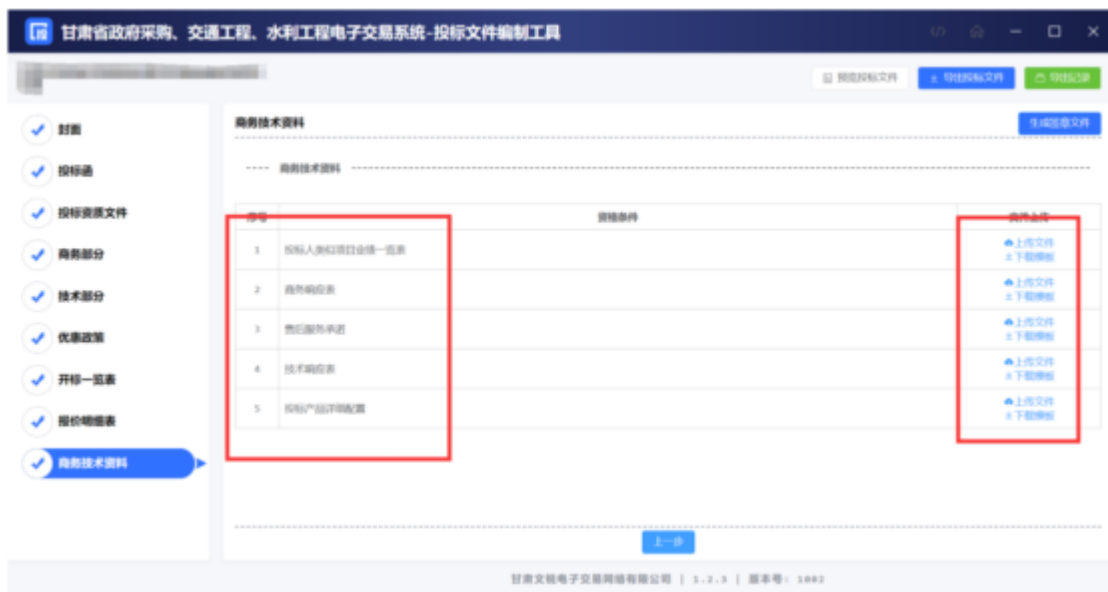 甘肃省政府采购、交通工程、水利工程电子交易系统-投标文件编制工具
预览投标文件
导出投标文件
导出记录
封面
投标函
投标资质文件
商务部分
技术部分
优惠政策
开标一览表
报价明细表
商务技术资料
商务技术资料
生成签章文件
商务技术资料
序号 资格条件 文件上传
1 投标人类似项目业绩一览表 上传文件
下载模板
2 商务响应表 上传文件
下载模板
3 售后服务承诺 上传文件
下载模板
4 技术响应表 上传文件
下载模板
5 投标产品详细配置 上传文件
下载模板
上一步
甘肃文锐电子交易网络有限公司 | 1.2.3 | 版本号: 1002